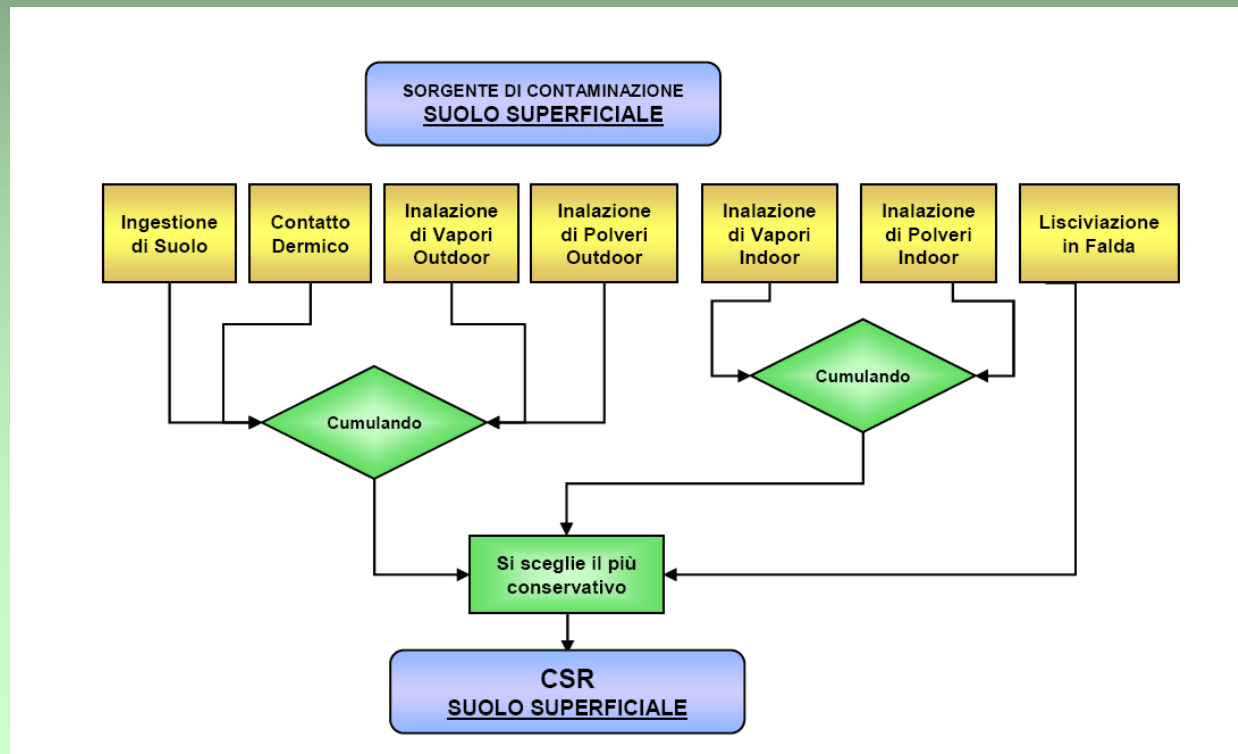 SORGENTE DI CONTAMINAZIONE
SUOLO SUPERFICIALE
Ingestione
di Suolo
Contatto
Dermico
Inalazione
di Vapori
Outdoor
Inalazione
di Polveri
Outdoor
Inalazione
di Vapori
Indoor
Inalazione
di Polveri
Indoor
Lisciviazione
in Falda
Cumulando
Cumulando
Si sceglie il più
conservativo
CSR
SUOLO SUPERFICIALE